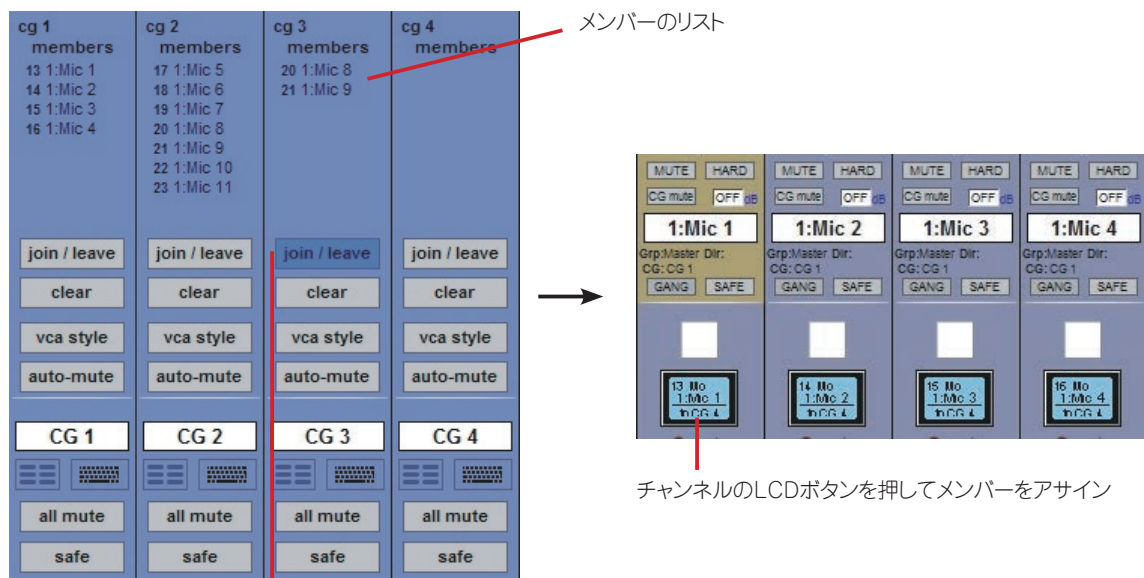 cg 1
members
13 1:Mic 1
14 1:Mic 2
15 1:Mic 3
16 1:Mic 4
join / leave
clear
vca style
auto-mute
CG 1
all mute
safe
cg 2
members
17 1:Mic 5
18 1:Mic 6
19 1:Mic 7
20 1:Mic 8
21 1:Mic 9
22 1:Mic 10
23 1:Mic 11
join / leave
clear
vca style
auto-mute
CG 2
all mute
safe
cg 3
members
20 1:Mic 8
21 1:Mic 9
join / leave
clear
vca style
auto-mute
CG 3
all mute
safe
cg 4
members
join / leave
clear
vca style
auto-mute
CG 4
all mute
safe
メンバーのリスト
MUTE HARD
CG mute OFF dB
1:Mic 1
Grp:Master Dir:
CG: CG 1
GANG SAFE
13 Mo
1:Mic 1
MUTE HARD
CG mute OFF dB
1:Mic 2
Grp:Master Dir:
CG: CG 1
GANG SAFE
14 Mo
1:Mic 2
MUTE HARD
CG mute OFF dB
1:Mic 3
Grp:Master Dir:
CG: CG 1
GANG SAFE
15 Mo
1:Mic 3
MUTE HARD
CG mute OFF dB
1:Mic 4
Grp:Master Dir:
CG: CG 1
GANG SAFE
16 Mo
1:Mic 4
チャンネルのLCDボタンを押してメンバーをアサイン